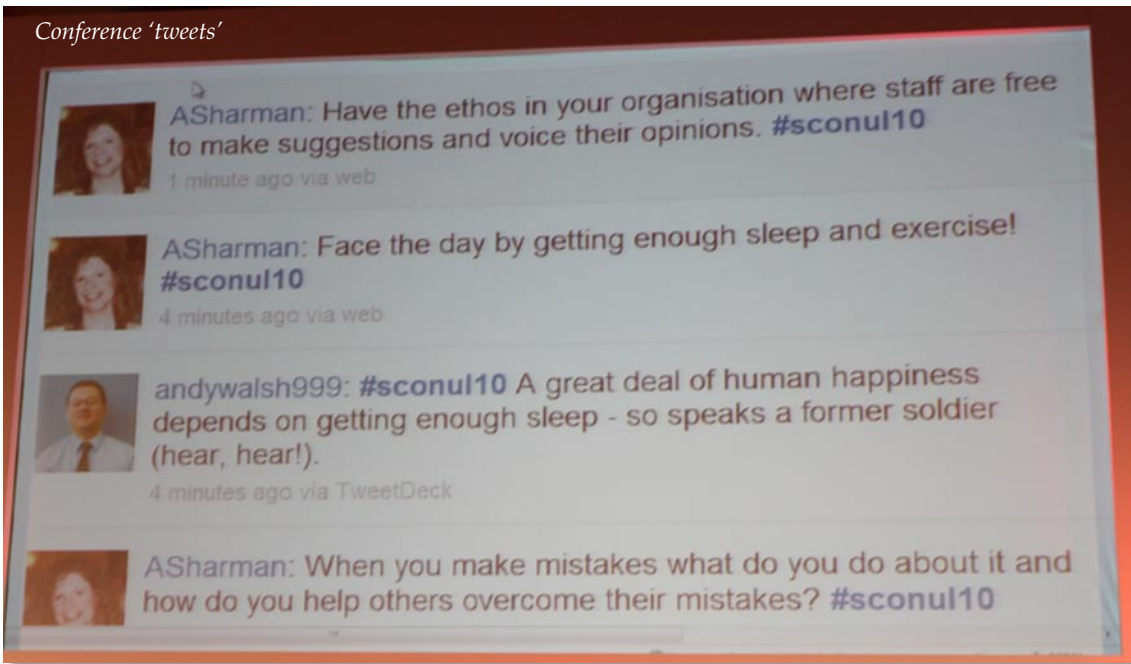 Conference ‘tweets’
ASharman: Have the ethos in your organisation where staff are free
to make suggestions and voice their opinions. #sconul10
1 minute ago via web
ASharman: Face the day by getting enough sleep and exercise!
#sconul10
4 minutes ago via web
andywalsh999: #sconul10 A great deal of human happiness
depends on getting enough sleep - so speaks a former soldier
(hear, hear!).
4 minutes ago via TweetDeck
ASharman: When you make mistakes what do you do about it and
how do you help others overcome their mistakes? #sconul10